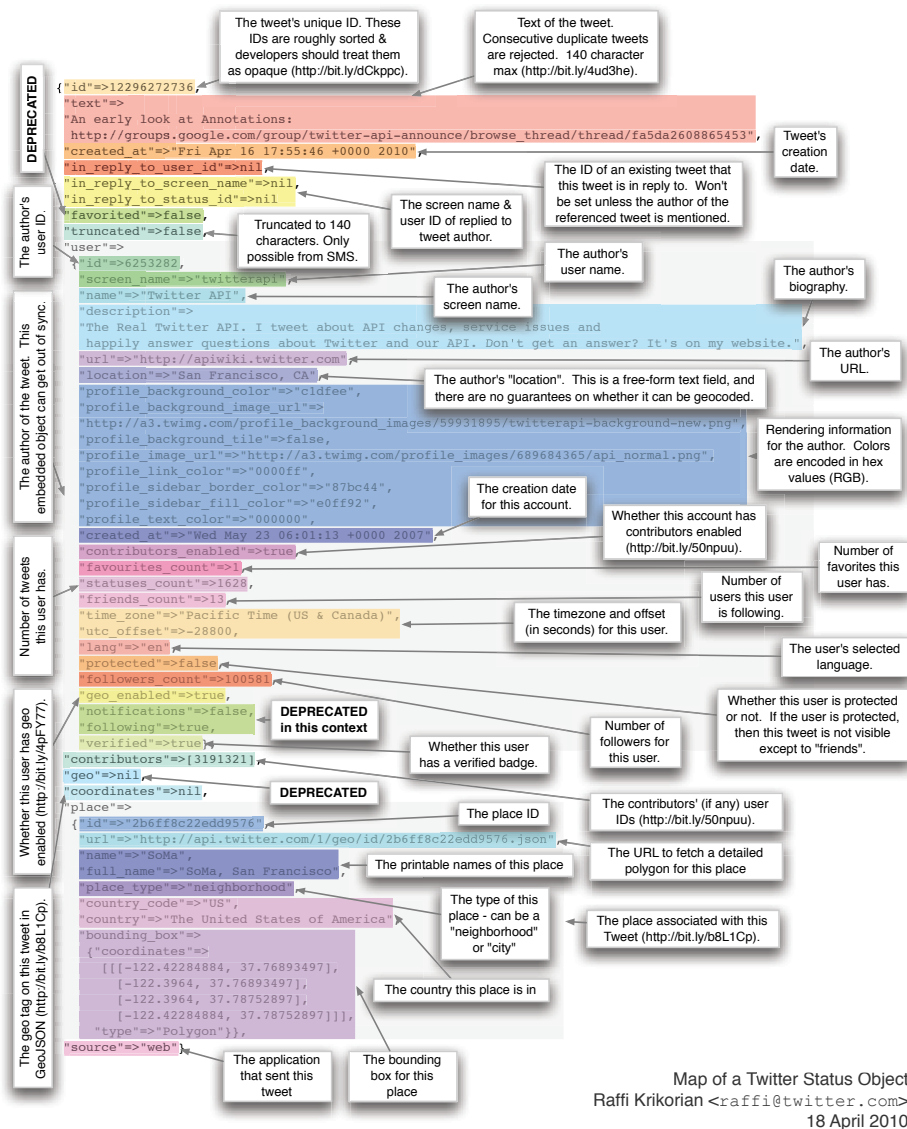 The tweet's unique ID. These
IDs are roughly sorted &
developers should treat them
as opaque (http://bit.ly/dCkppc).
Text of the tweet.
Consecutive duplicate tweets
are rejected. 140 character
max (http://bit.ly/4ud3he).
DEPRECATED
{"id"=>12296272736,
"text"=>
"An early look at Annotations:
http://groups.google.com/group/twitter-api-announce/browse_thread/thread/fa5da2608865453",
"created_at"=>"Fri Apr 16 17:55:46 +0000 2010",
Tweet's
creation
date.
"in_reply_to_user_id"=>nil,
"in_reply_to_screen_name"=>nil,
"in_reply_to_status_id"=>nil
The ID of an existing tweet that
this tweet is in reply to. Won't
be set unless the author of the
referenced tweet is mentioned.
The screen name &
user ID of replied to
tweet author.
"favorited"=>false,
"truncated"=>false,
Truncated to 140
characters. Only
possible from SMS.
The author's
user ID.
"user"=>
{"id"=>6253282,
"screen_name"=>"twitterapi",
The author's
user name.
"name"=>"Twitter API",
The author's
screen name.
The author's
biography.
"description"=>
"The Real Twitter API. I tweet about API changes, service issues and
happily answer questions about Twitter and our API. Don't get an answer? It's on my website.",
"url"=>"http://apiwiki.twitter.com",
The author's
URL.
"location"=>"San Francisco, CA",
The author's "location". This is a free-form text field, and
there are no guarantees on whether it can be geocoded.
The author of the tweet. This
embedded object can get out of sync.
"profile_background_color"=>"c1dfee",
"profile_background_image_url"=>
"http://a3.twimg.com/profile_background_images/59931895/twitterapi-background-new.png",
"profile_background_tile"=>false,
"profile_image_url"=>"http://a3.twimg.com/profile_images/689684365/api_normal.png",
"profile_link_color"=>"0000ff",
"profile_sidebar_border_color"=>"87bc44",
"profile_sidebar_fill_color"=>"e0ff92",
"profile_text_color"=>"000000",
Rendering information
for the author. Colors
are encoded in hex
values (RGB).
The creation date
for this account.
"created_at"=>"Wed May 23 06:01:13 +0000 2007",
"contributors_enabled"=>true,
Whether this account has
contributors enabled
(http://bit.ly/50npuu).
"favourites_count"=>1,
Number of
favorites this
user has.
"statuses_count"=>1628,
Number of tweets
this user has.
"friends_count"=>13,
Number of
users this user
is following.
"time_zone"=>"Pacific Time (US & Canada)",
"utc_offset"=>-28800,
The timezone and offset
(in seconds) for this user.
"lang"=>"en",
The user's selected
language.
"protected"=>false,
Whether this user is protected
or not. If the user is protected,
then this tweet is not visible
except to "friends".
"followers_count"=>100581,
Number of
followers for
this user.
"geo_enabled"=>true,
Whether this user has geo
enabled (http://bit.ly/4pFY77).
"notifications"=>false,
"following"=>true,
DEPRECATED
in this context
"verified"=>true},
Whether this user
has a verified badge.
"contributors"=>[3191321],
The contributors' (if any) user
IDs (http://bit.ly/50npuu).
"geo"=>nil,
DEPRECATED
"coordinates"=>nil,
The geo tag on this tweet in
GeoJSON (http://bit.ly/b8L1Cp).
"place"=>
{"id"=>"2b6ff8c22edd9576",
The place ID
"url"=>"http://api.twitter.com/1/geo/id/2b6ff8c22edd9576.json",
The URL to fetch a detailed
polygon for this place
"name"=>"SoMa",
"full_name"=>"SoMa, San Francisco",
The printable names of this place
"place_type"=>"neighborhood",
The type of this
place - can be a
"neighborhood"
or "city"
The place associated with this
Tweet (http://bit.ly/b8L1Cp).
"country_code"=>"US",
"country"=>"The United States of America",
The country this place is in
"bounding_box"=>
{"coordinates"=>
[[[-122.42284884, 37.76893497],
[-122.3964, 37.76893497],
[-122.3964, 37.78752897],
[-122.42284884, 37.78752897]]],
"type"=>"Polygon"}},
The bounding
box for this
place
"source"=>"web"}
The application
that sent this
tweet
Map of a Twitter Status Object
Raffi Krikorian <raffi@twitter.com>
18 April 2010